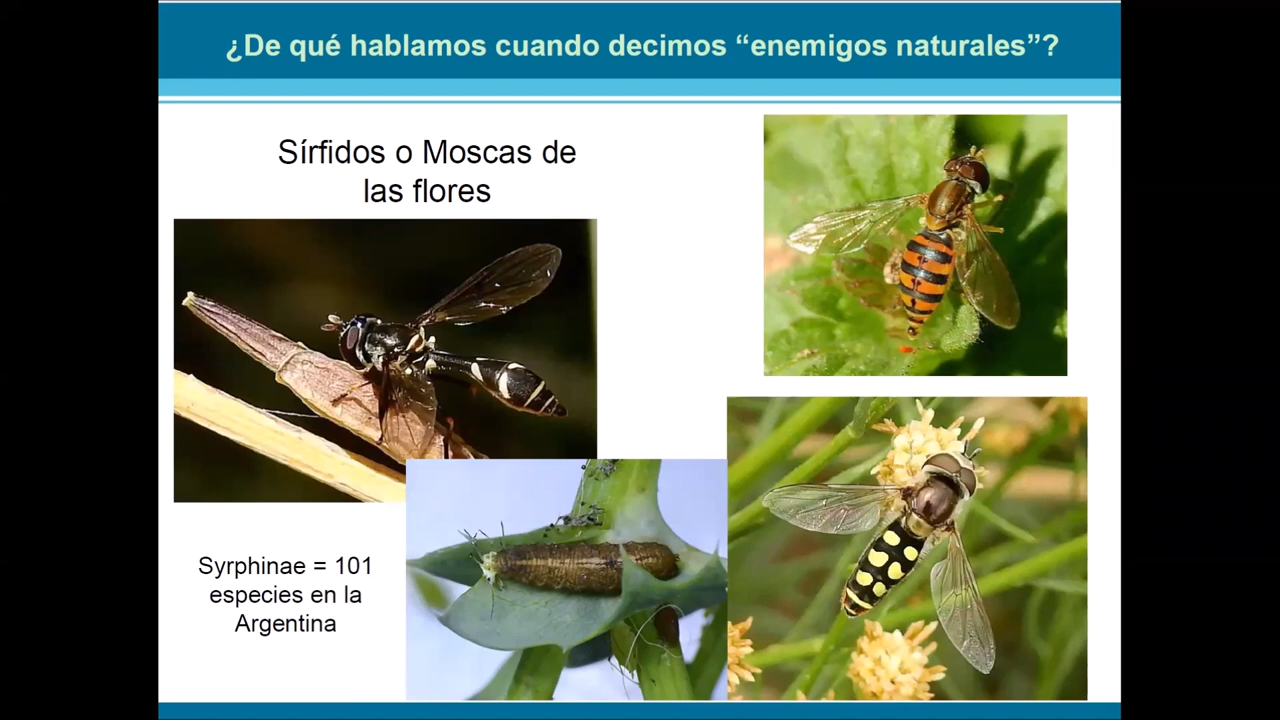 ¿De qué hablamos cuando decimos “enemigos naturales”?
Sírfidos o Moscas de
las flores
Syrphinae = 101
especies en la
Argentina